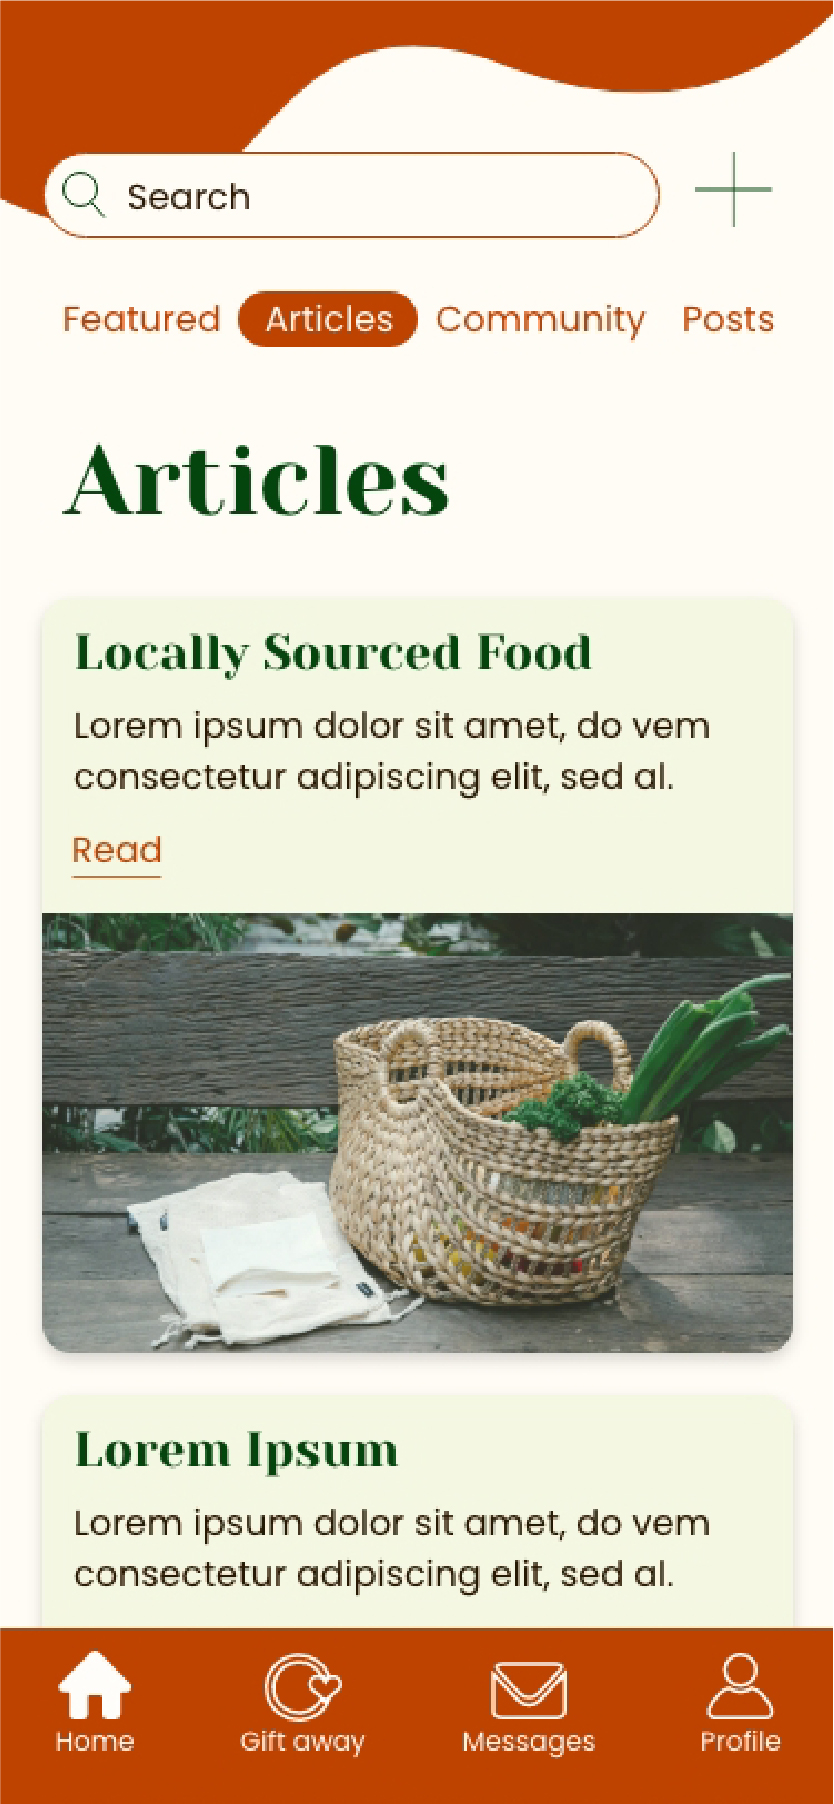 Search
Featured Articles Community Posts
Articles
Locally Sourced Food
Lorem ipsum dolor sit amet, do vem
consectetur adipiscing elit, sed al.
Read
Lorem Ipsum
Lorem ipsum dolor sit amet, do vem
consectetur adipiscing elit, sed al.
Home Gift away Messages Profile